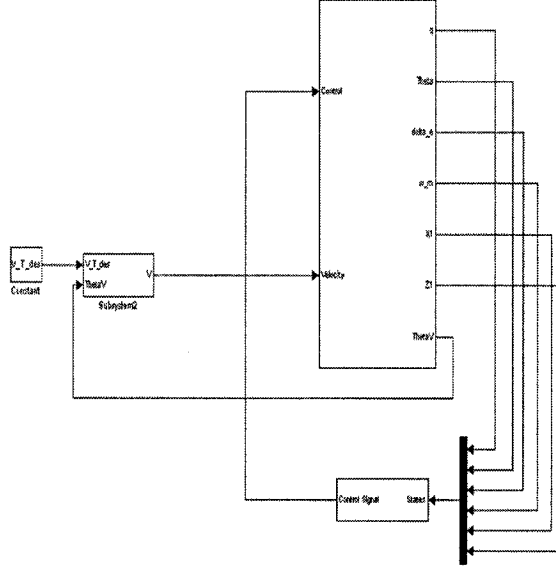 Control
Theta
delta_e
w_m
X1
V_T_des
V_T_des
V
Velocity
Z1
ThetaV
Constant
Subsystem2
ThetaV
Control Signal
States